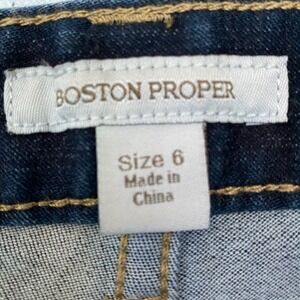 BOSTON PROPER
Size 6
Made in
China